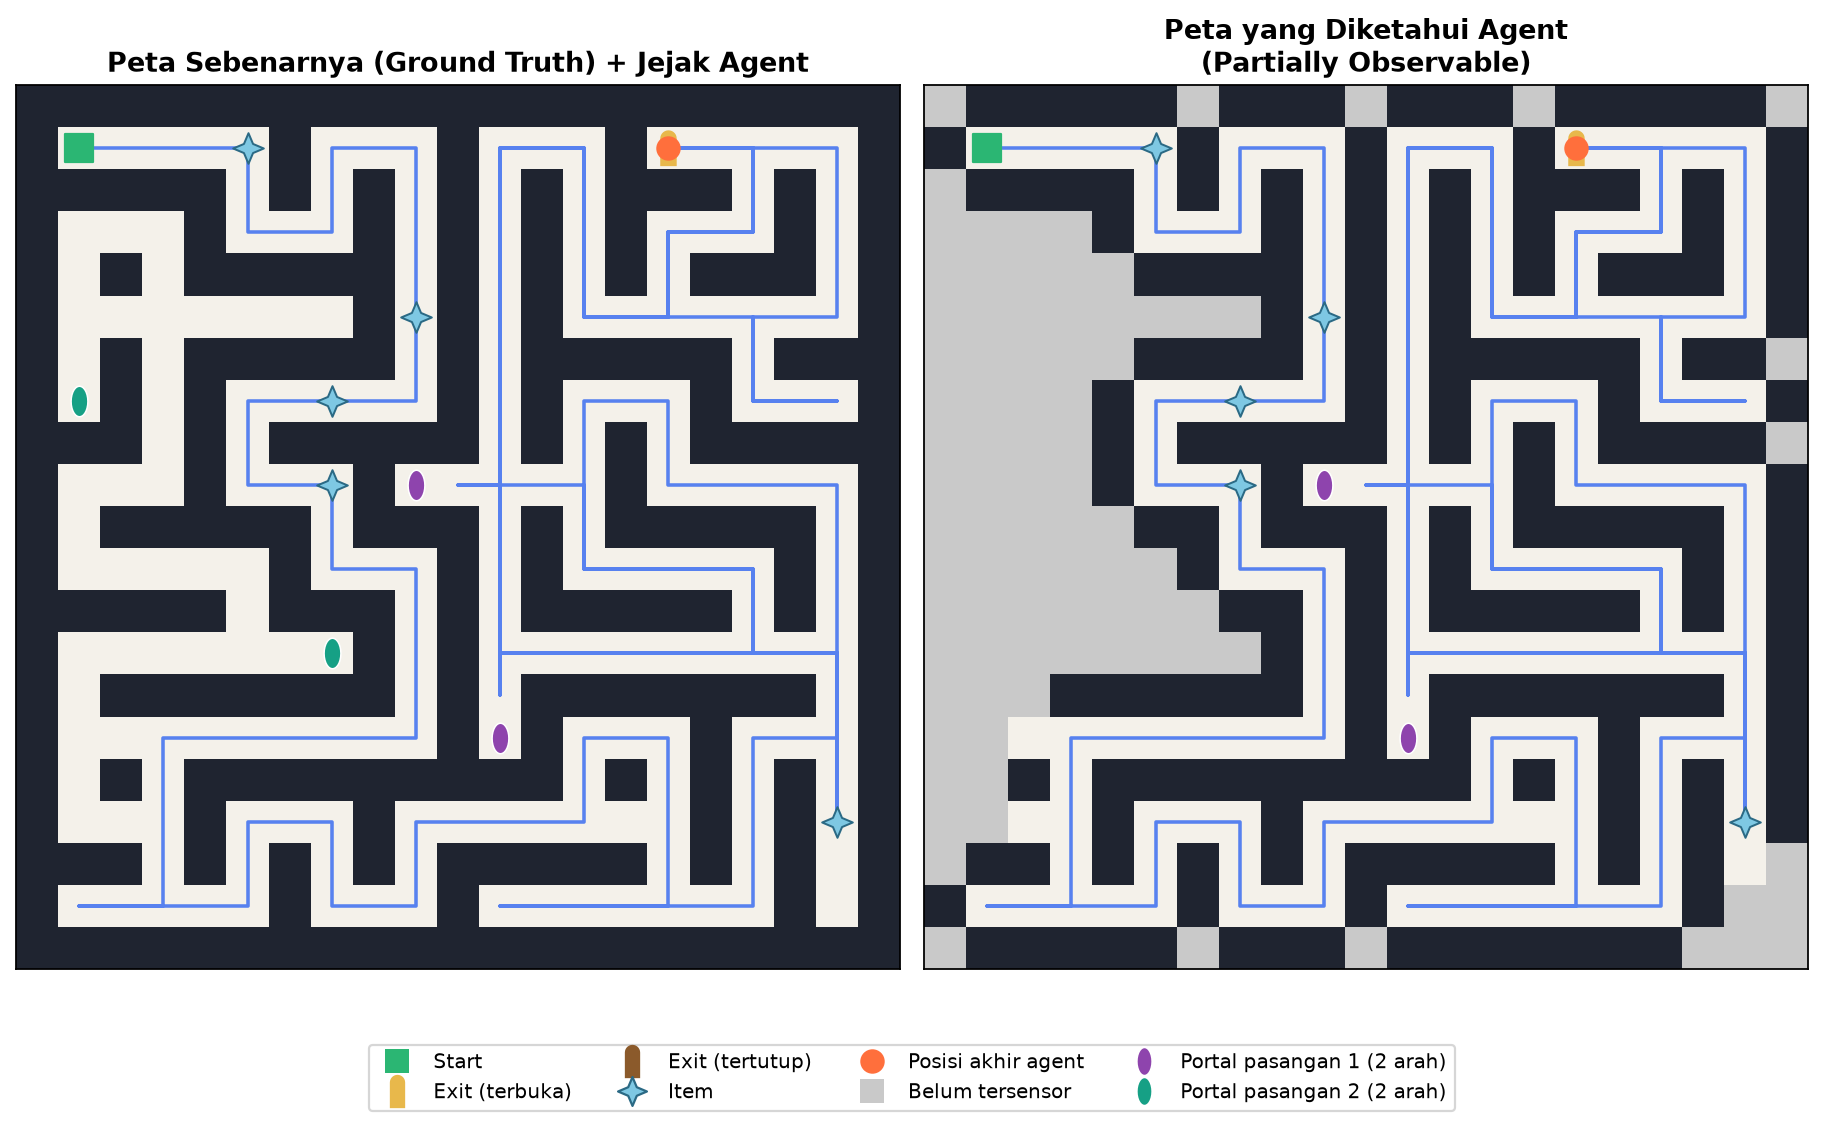 Peta Sebenarnya (Ground Truth) + Jejak Agent
Peta yang Diketahui Agent
(Partially Observable)
Start
Exit (terbuka)
Exit (tertutup)
Item
Posisi akhir agent
Belum tersensor
Portal pasangan 1 (2 arah)
Portal pasangan 2 (2 arah)